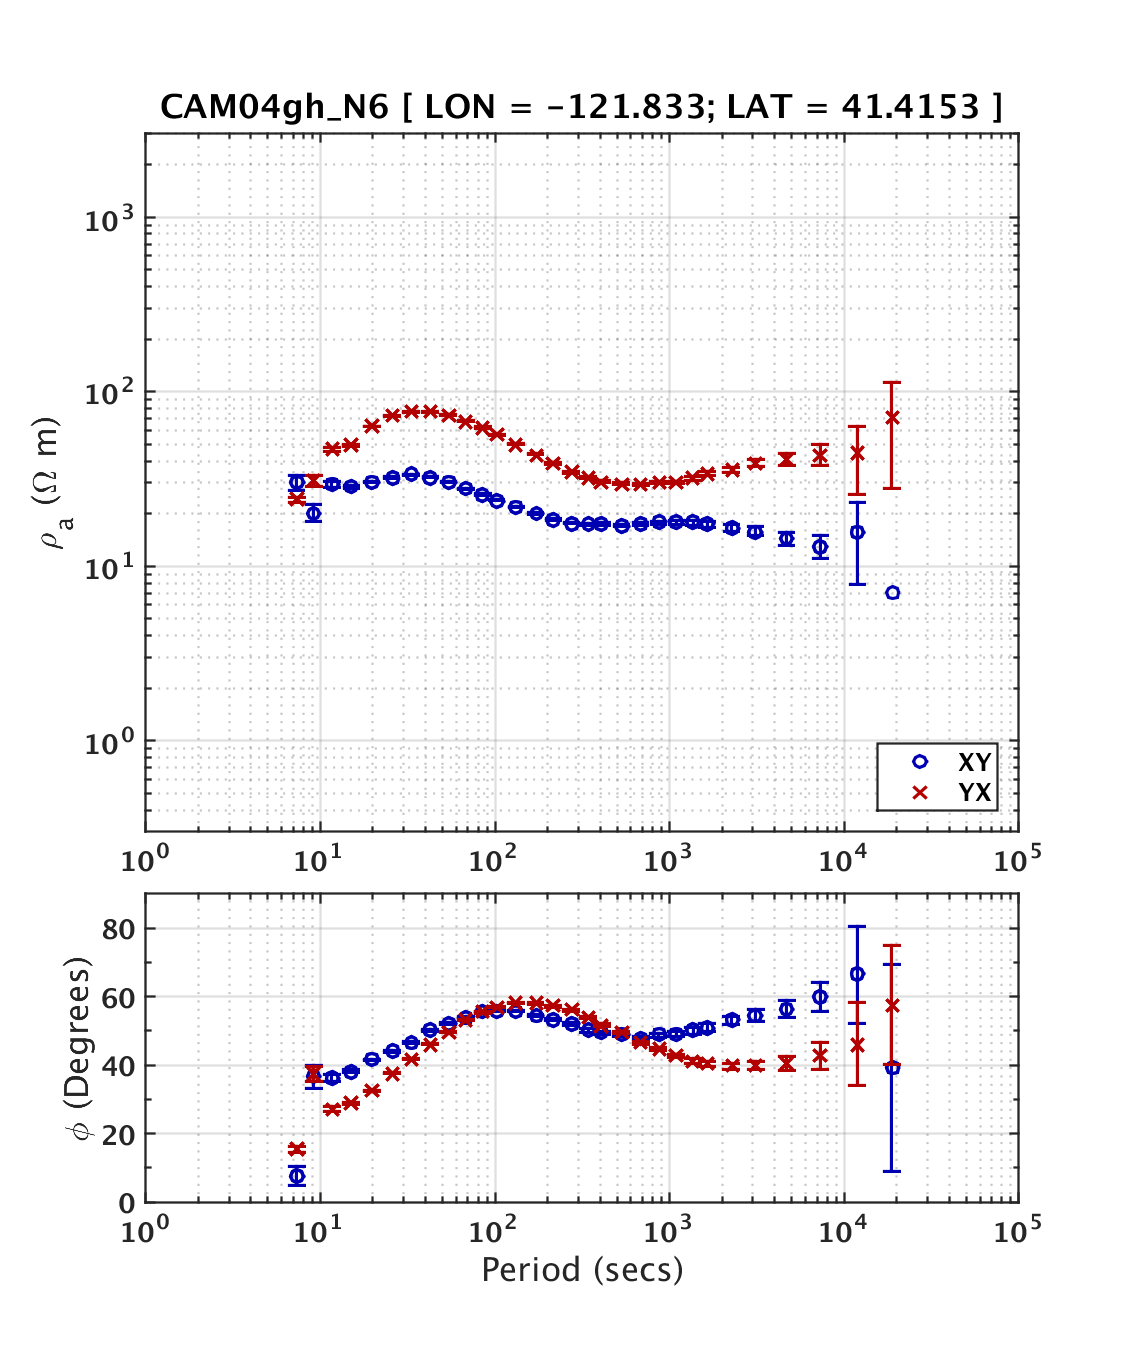 CAM04gh_N6 [ LON = -121.833; LAT = 41.4153 ]
10³
10²
10¹
10⁰
ρa (Ω m)
XY
YX
10⁰ 10¹ 10² 10³ 10⁴ 10⁵
80
60
40
20
0
ϕ (Degrees)
10⁰ 10¹ 10² 10³ 10⁴ 10⁵
Period (secs)